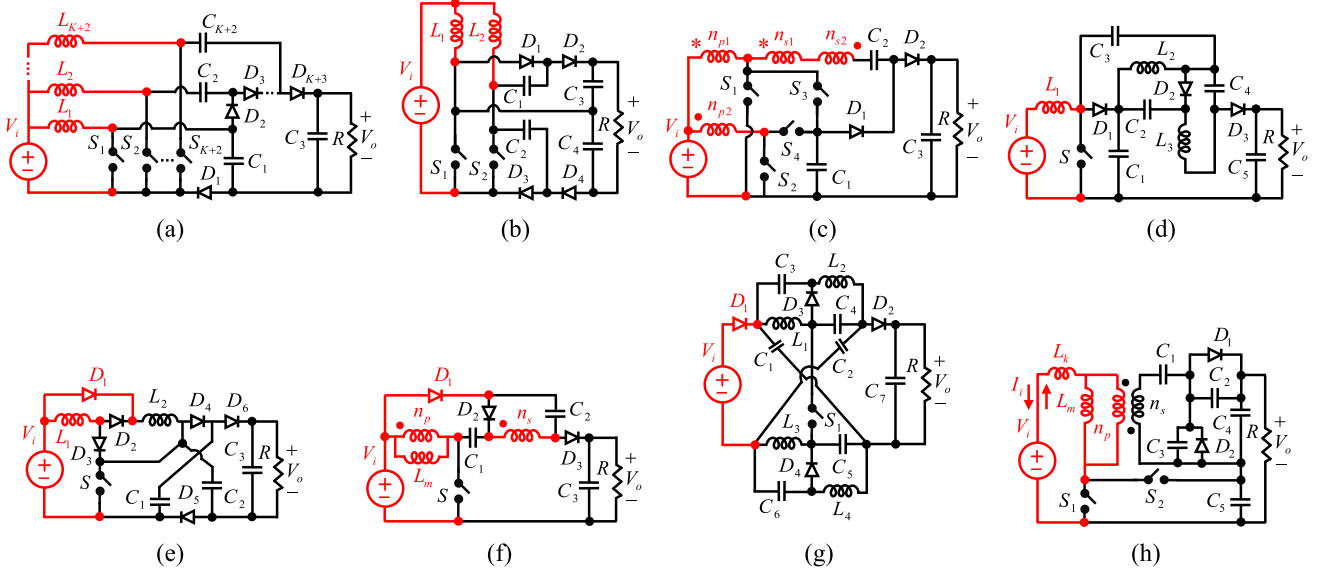 L_{K+2} C_{K+2}
L_2 C_2 D_3 D_{K+3}
L_1 D_2
V_i S_1 S_2 S_{K+2} C_1 C_3 R + V_o −
D_1
(a)
L_1 L_2 D_1 D_2
V_i C_1 C_3
C_2 R + V_o −
S_1 S_2 C_4
D_3 D_4
(b)
* n_{p1} * n_{s1} n_{s2} C_2 D_2
S_1 S_3
n_{p2} D_1 R + V_o −
V_i S_4 C_3
S_2 C_1
(c)
C_3 L_2
L_1 D_2 C_4
V_i D_1 C_2 D_3
S L_3 R + V_o −
C_1 C_5
(d)
D_1 L_2 D_4 D_6
V_i L_1 D_2
D_3 C_3 R + V_o −
S C_1 D_5 C_2
(e)
D_1
n_p D_2 n_s C_2
V_i L_m C_1 D_3 R + V_o −
S C_3
(f)
C_3 L_2
D_1 D_3 C_4 D_2
V_i L_1 R + V_o −
C_1 C_2 C_7
L_3 S_1
D_4 C_5
C_6 L_4
(g)
L_k C_1 D_1
I_i L_m n_s C_2
V_i n_p C_3 D_2 C_4 R + V_o −
S_1 S_2 C_5
(h)